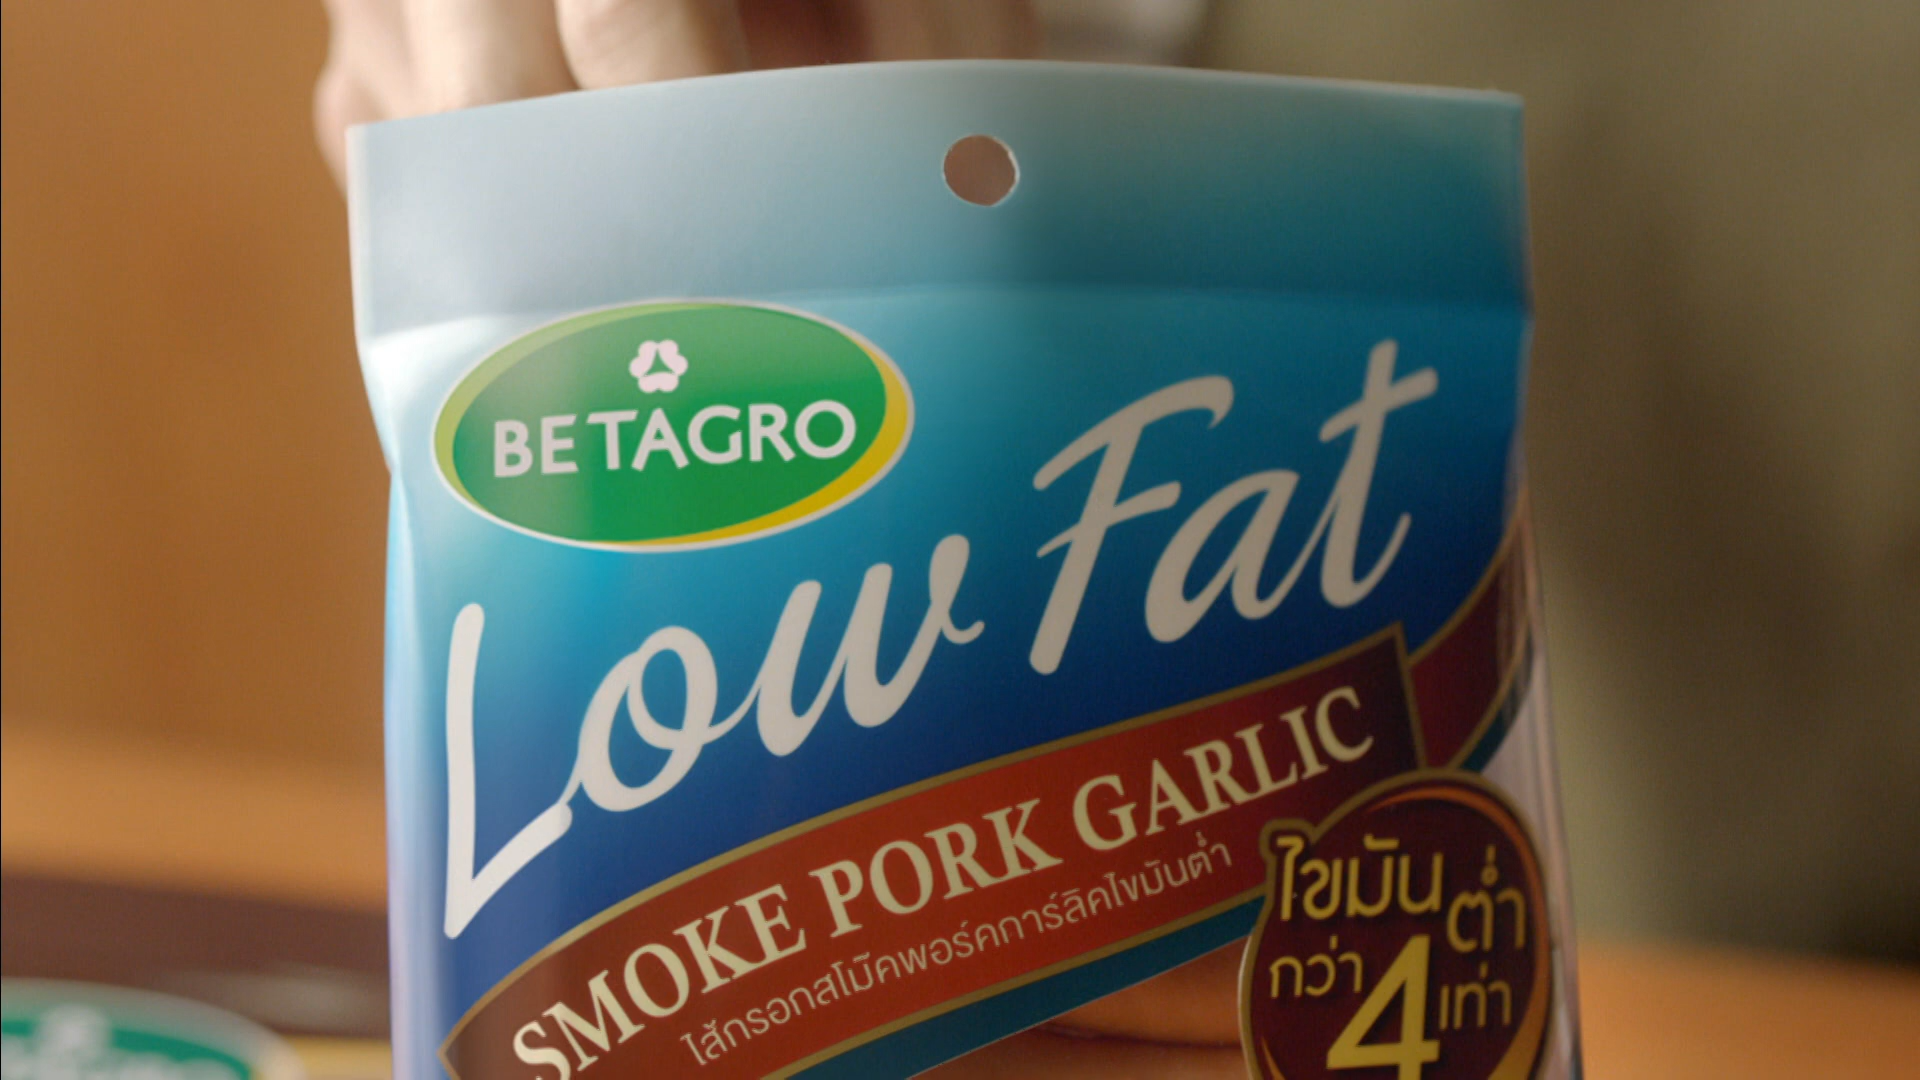 BETAGRO
Low Fat
SMOKE PORK GARLIC
ไส้กรอกสโม๊คพอร์คการ์ลิคไขมันต่ำ
ไขมันต่ำ
กว่า 4 เท่า